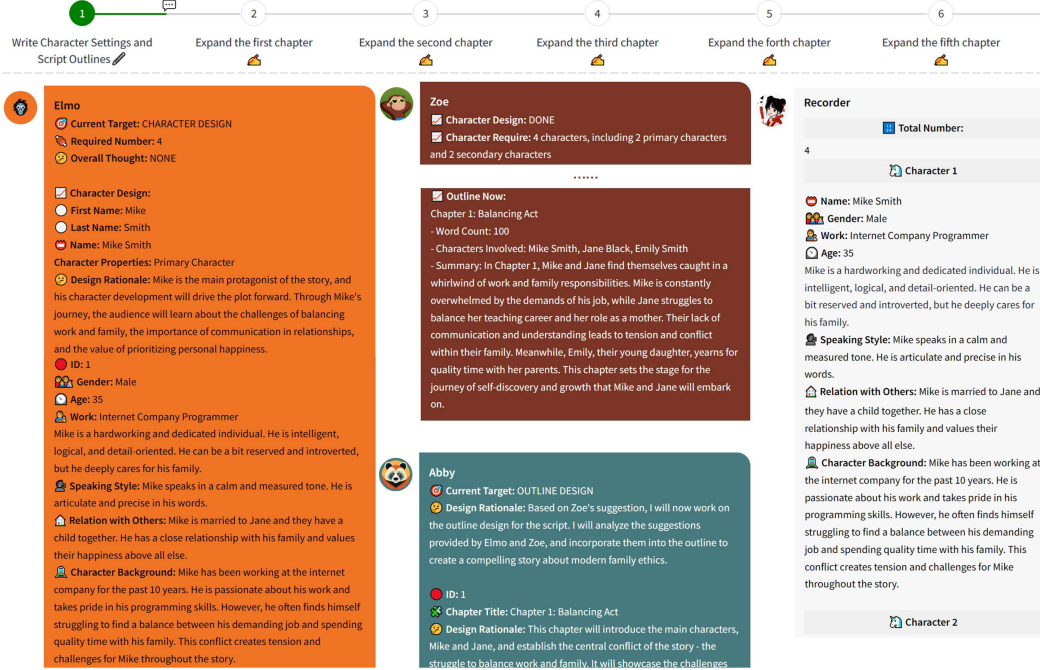 1
2
3
4
5
6
Write Character Settings and
Script Outlines
Expand the first chapter
Expand the second chapter
Expand the third chapter
Expand the forth chapter
Expand the fifth chapter
Elmo
Current Target: CHARACTER DESIGN
Required Number: 4
Overall Thought: NONE
Character Design:
First Name: Mike
Last Name: Smith
Name: Mike Smith
Character Properties: Primary Character
Design Rationale: Mike is the main protagonist of the story, and
his character development will drive the plot forward. Through Mike's
journey, the audience will learn about the challenges of balancing
work and family, the importance of communication in relationships,
and the value of prioritizing personal happiness.
ID: 1
Gender: Male
Age: 35
Work: Internet Company Programmer
Mike is a hardworking and dedicated individual. He is intelligent,
logical, and detail-oriented. He can be a bit reserved and introverted,
but he deeply cares for his family.
Speaking Style: Mike speaks in a calm and measured tone. He is
articulate and precise in his words.
Relation with Others: Mike is married to Jane and they have a
child together. He has a close relationship with his family and values
their happiness above all else.
Character Background: Mike has been working at the internet
company for the past 10 years. He is passionate about his work and
takes pride in his programming skills. However, he often finds himself
struggling to find a balance between his demanding job and spending
quality time with his family. This conflict creates tension and
challenges for Mike throughout the story.
Zoe
Character Design: DONE
Character Require: 4 characters, including 2 primary characters
and 2 secondary characters
......
Outline Now:
Chapter 1: Balancing Act
- Word Count: 100
- Characters Involved: Mike Smith, Jane Black, Emily Smith
- Summary: In Chapter 1, Mike and Jane find themselves caught in a
whirlwind of work and family responsibilities. Mike is constantly
overwhelmed by the demands of his job, while Jane struggles to
balance her teaching career and her role as a mother. Their lack of
communication and understanding leads to tension and conflict
within their family. Meanwhile, Emily, their young daughter, yearns for
quality time with her parents. This chapter sets the stage for the
journey of self-discovery and growth that Mike and Jane will embark
on.
Abby
Current Target: OUTLINE DESIGN
Design Rationale: Based on Zoe's suggestion, I will now work on
the outline design for the script. I will analyze the suggestions
provided by Elmo and Zoe, and incorporate them into the outline to
create a compelling story about modern family ethics.
ID: 1
Chapter Title: Chapter 1: Balancing Act
Design Rationale: This chapter will introduce the main characters,
Mike and Jane, and establish the central conflict of the story - the
struggle to balance work and family. It will showcase the challenges
Recorder
Total Number:
4
Character 1
Name: Mike Smith
Gender: Male
Work: Internet Company Programmer
Age: 35
Mike is a hardworking and dedicated individual. He is
intelligent, logical, and detail-oriented. He can be a
bit reserved and introverted, but he deeply cares for
his family.
Speaking Style: Mike speaks in a calm and
measured tone. He is articulate and precise in his
words.
Relation with Others: Mike is married to Jane and
they have a child together. He has a close
relationship with his family and values their
happiness above all else.
Character Background: Mike has been working at
the internet company for the past 10 years. He is
passionate about his work and takes pride in his
programming skills. However, he often finds himself
struggling to find a balance between his demanding
job and spending quality time with his family. This
conflict creates tension and challenges for Mike
throughout the story.
Character 2